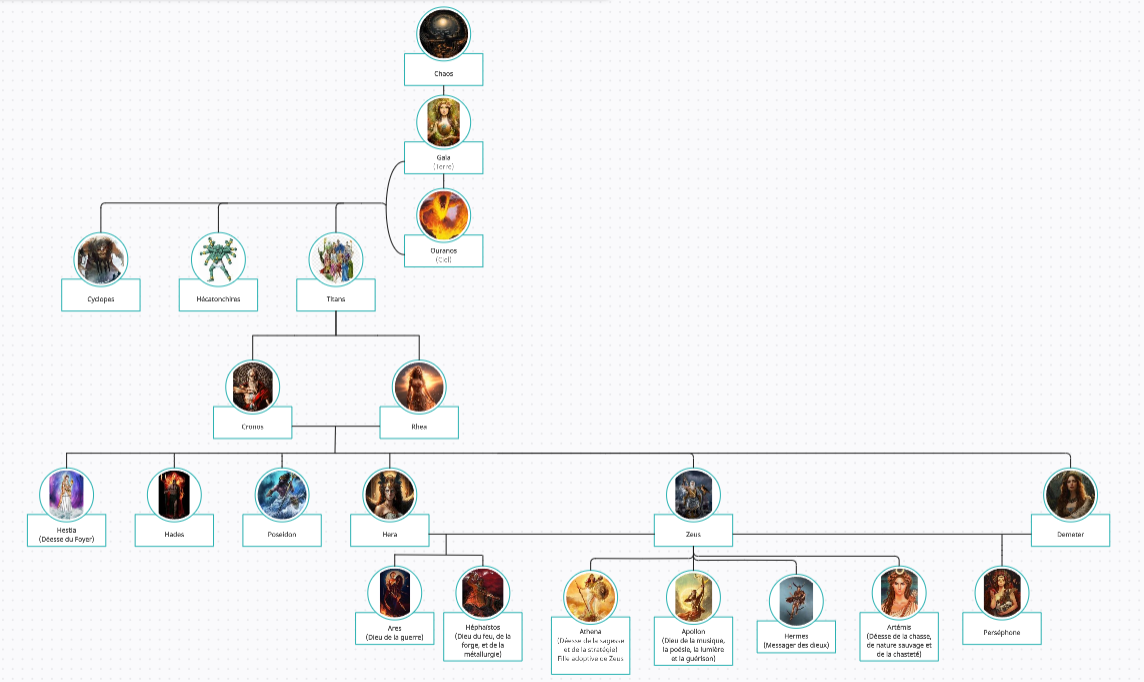 Chaos
Gaïa
(Terre)
Ouranos
(Ciel)
Cyclopes
Hécatonchires
Titans
Cronos
Rhea
Hestia
(Déesse du Foyer)
Hades
Poseidon
Hera
Zeus
Demeter
Ares
(Dieu de la guerre)
Héphaïstos
(Dieu du feu, de la
forge, et de la
métallurgie)
Athena
(Déesse de la sagesse
et de la stratégie)
Fille adoptive de Zeus
Apollon
(Dieu de la musique,
la poésie, la lumière
et la guérison)
Hermes
(Messager des dieux)
Artémis
(Déesse de la chasse,
de nature sauvage et
de la chasteté)
Perséphone